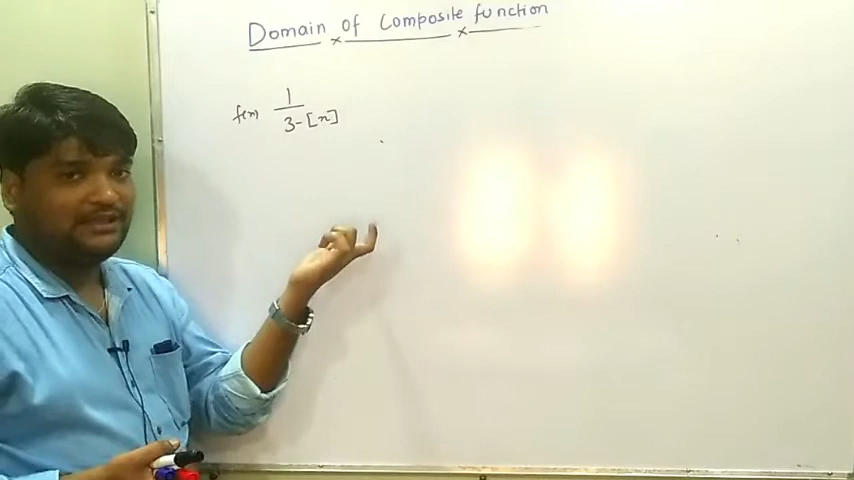 Domain of Composite function
f(x) 1
3-[x]